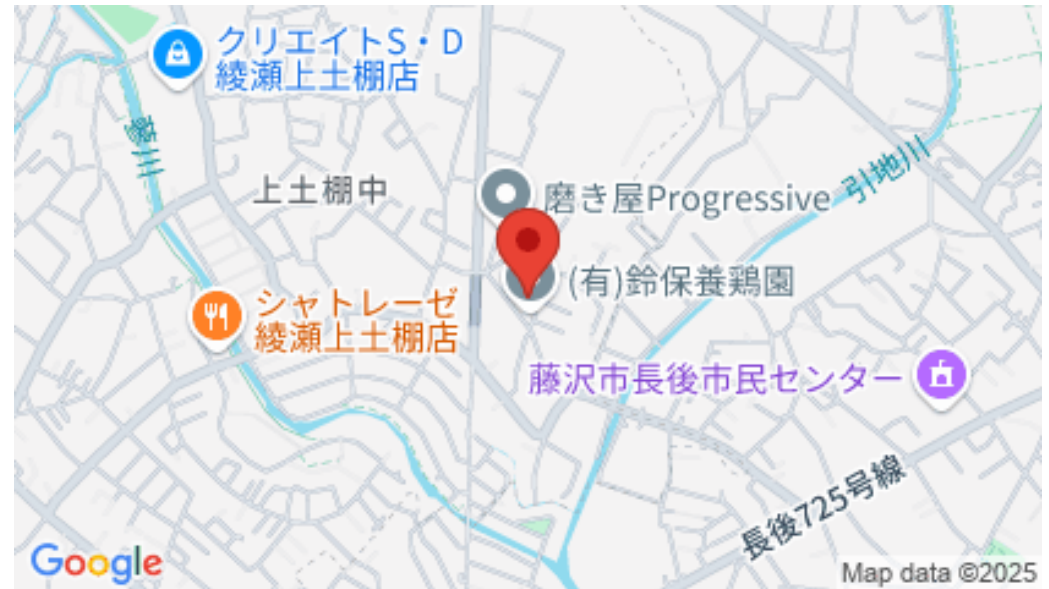 クリエイトS・D
綾瀬上土棚店
蓼川
上土棚中
磨き屋Progressive
引地川
(有)鈴保養鶏園
シャトレーゼ
綾瀬上土棚店
藤沢市長後市民センター
長後725号線
Google
Map data ©2025